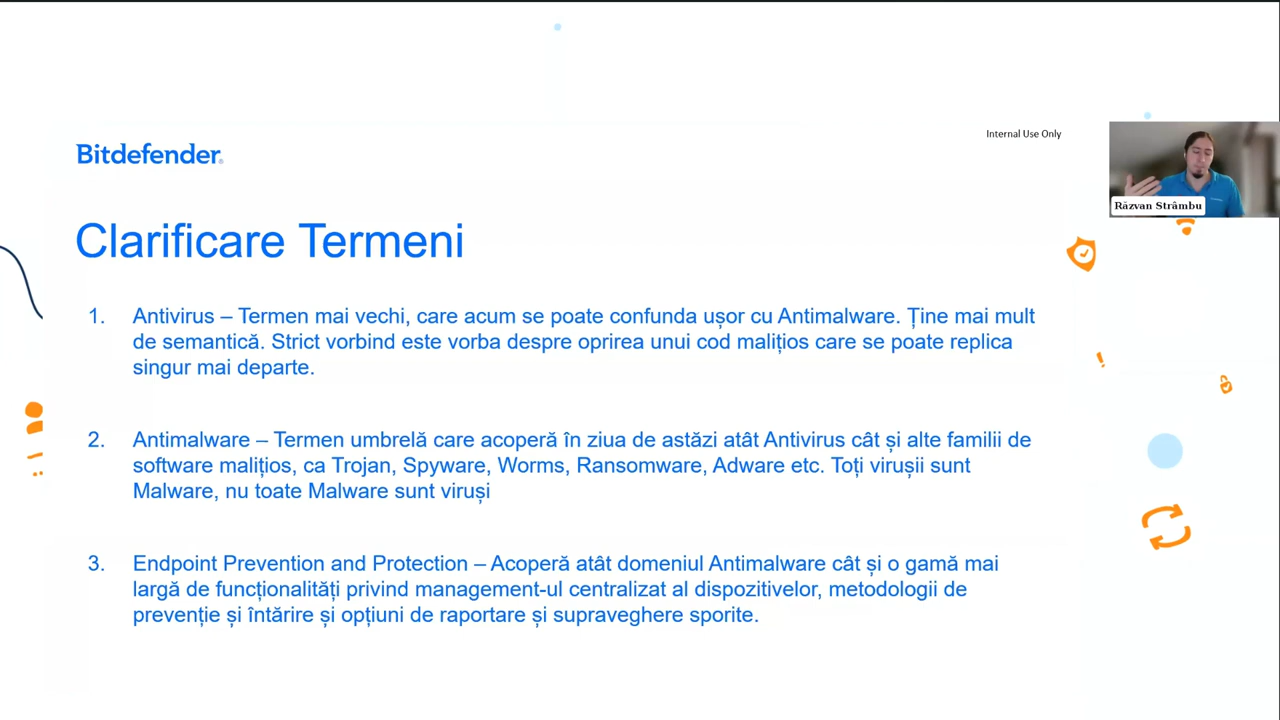 Internal Use Only
Bitdefender
Răzvan Strâmbu
Clarificare Termeni
1. Antivirus – Termen mai vechi, care acum se poate confunda ușor cu Antimalware. Ține mai mult
de semantică. Strict vorbind este vorba despre oprirea unui cod malițios care se poate replica
singur mai departe.
2. Antimalware – Termen umbrelă care acoperă în ziua de astăzi atât Antivirus cât și alte familii de
software malițios, ca Trojan, Spyware, Worms, Ransomware, Adware etc. Toți virușii sunt
Malware, nu toate Malware sunt viruși
3. Endpoint Prevention and Protection – Acoperă atât domeniul Antimalware cât și o gamă mai
largă de funcționalități privind management-ul centralizat al dispozitivelor, metodologii de
prevenție și întărire și opțiuni de raportare și supraveghere sporite.